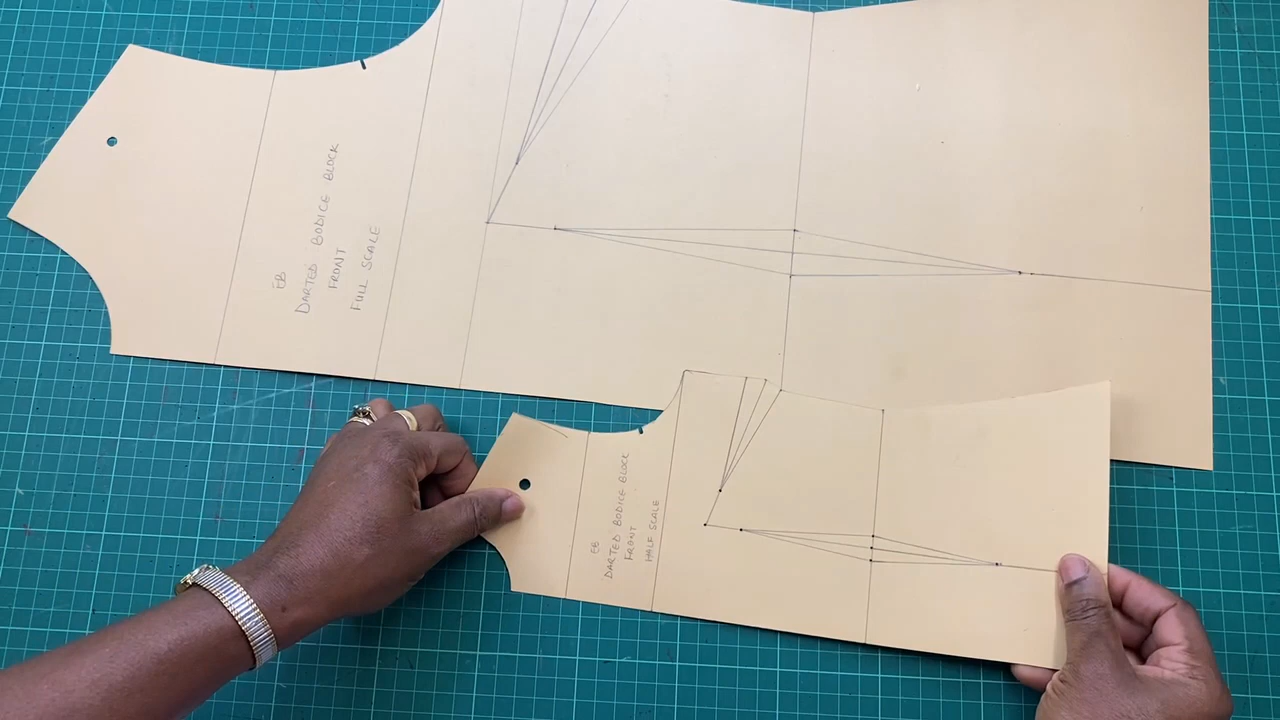 EB
DARTED BODICE BLOCK
FRONT
FULL SCALE
EB
DARTED BODICE BLOCK
FRONT
HALF SCALE